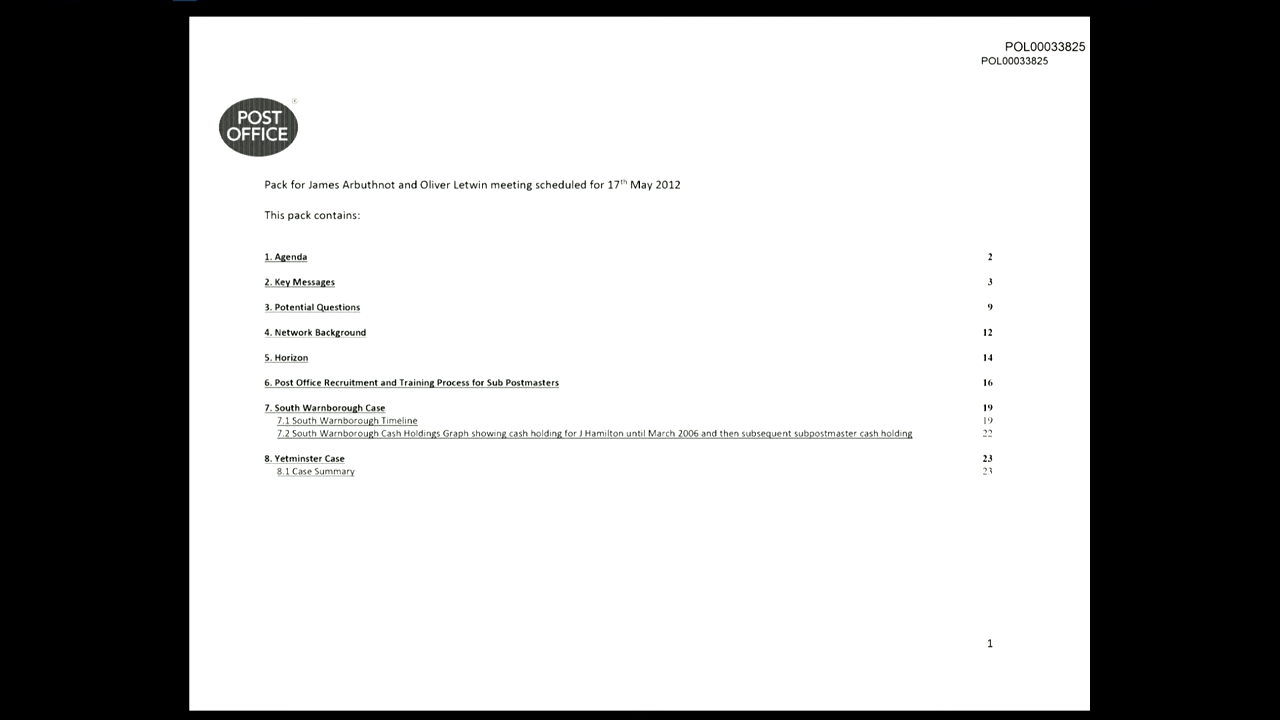 POL00033825
POL00033825
®
POST
OFFICE
Pack for James Arbuthnot and Oliver Letwin meeting scheduled for 17th May 2012
This pack contains:
1. Agenda 2
2. Key Messages 3
3. Potential Questions 9
4. Network Background 12
5. Horizon 14
6. Post Office Recruitment and Training Process for Sub Postmasters 16
7. South Warnborough Case 19
7.1 South Warnborough Timeline 19
7.2 South Warnborough Cash Holdings Graph showing cash holding for J Hamilton until March 2006 and then subsequent subpostmaster cash holding 22
8. Yetminster Case 23
8.1 Case Summary 23
1